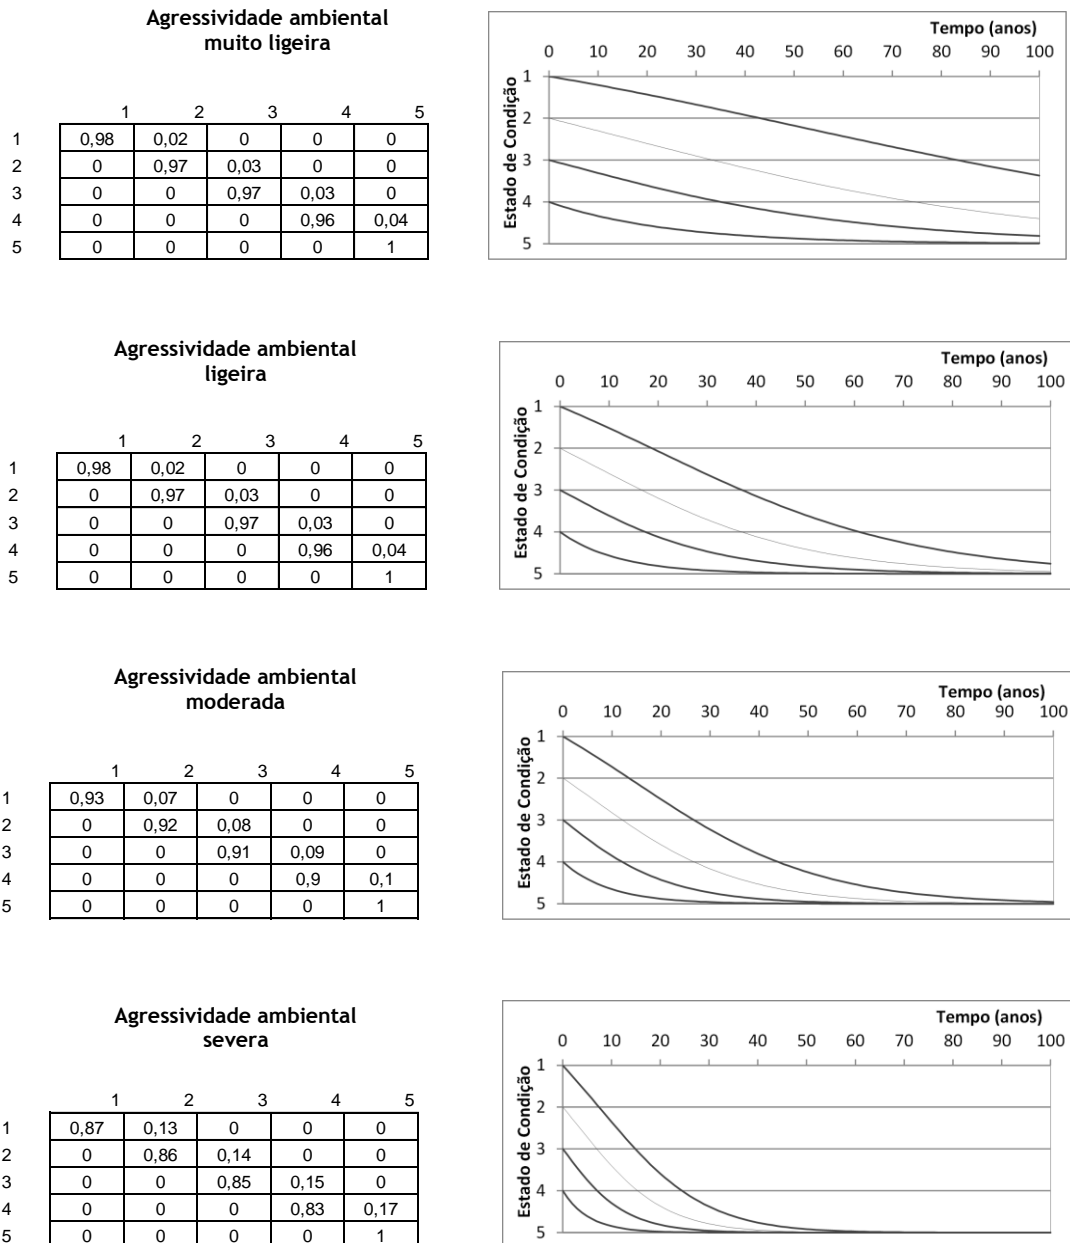 Agressividade ambiental
muito ligeira
1 2 3 4 5
1 0,98 0,02 0 0 0
2 0 0,97 0,03 0 0
3 0 0 0,97 0,03 0
4 0 0 0 0,96 0,04
5 0 0 0 0 1
Tempo (anos)
0 10 20 30 40 50 60 70 80 90 100
Estado de Condição
1
2
3
4
5
Agressividade ambiental
ligeira
1 2 3 4 5
1 0,98 0,02 0 0 0
2 0 0,97 0,03 0 0
3 0 0 0,97 0,03 0
4 0 0 0 0,96 0,04
5 0 0 0 0 1
Tempo (anos)
0 10 20 30 40 50 60 70 80 90 100
Estado de Condição
1
2
3
4
5
Agressividade ambiental
moderada
1 2 3 4 5
1 0,93 0,07 0 0 0
2 0 0,92 0,08 0 0
3 0 0 0,91 0,09 0
4 0 0 0 0,9 0,1
5 0 0 0 0 1
Tempo (anos)
0 10 20 30 40 50 60 70 80 90 100
Estado de Condição
1
2
3
4
5
Agressividade ambiental
severa
1 2 3 4 5
1 0,87 0,13 0 0 0
2 0 0,86 0,14 0 0
3 0 0 0,85 0,15 0
4 0 0 0 0,83 0,17
5 0 0 0 0 1
Tempo (anos)
0 10 20 30 40 50 60 70 80 90 100
Estado de Condição
1
2
3
4
5